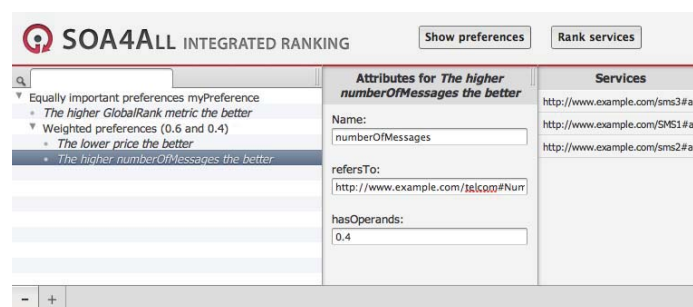 SOA4ALL INTEGRATED RANKING
Show preferences
Rank services
Equally important preferences myPreference
The higher GlobalRank metric the better
Weighted preferences (0.6 and 0.4)
The lower price the better
The higher numberOfMessages the better
Attributes for The higher
numberOfMessages the better
Name:
numberOfMessages
refersTo:
http://www.example.com/telcom#Num
hasOperands:
0.4
Services
http://www.example.com/sms3#a
http://www.example.com/SMS1#a
http://www.example.com/sms2#a
- +